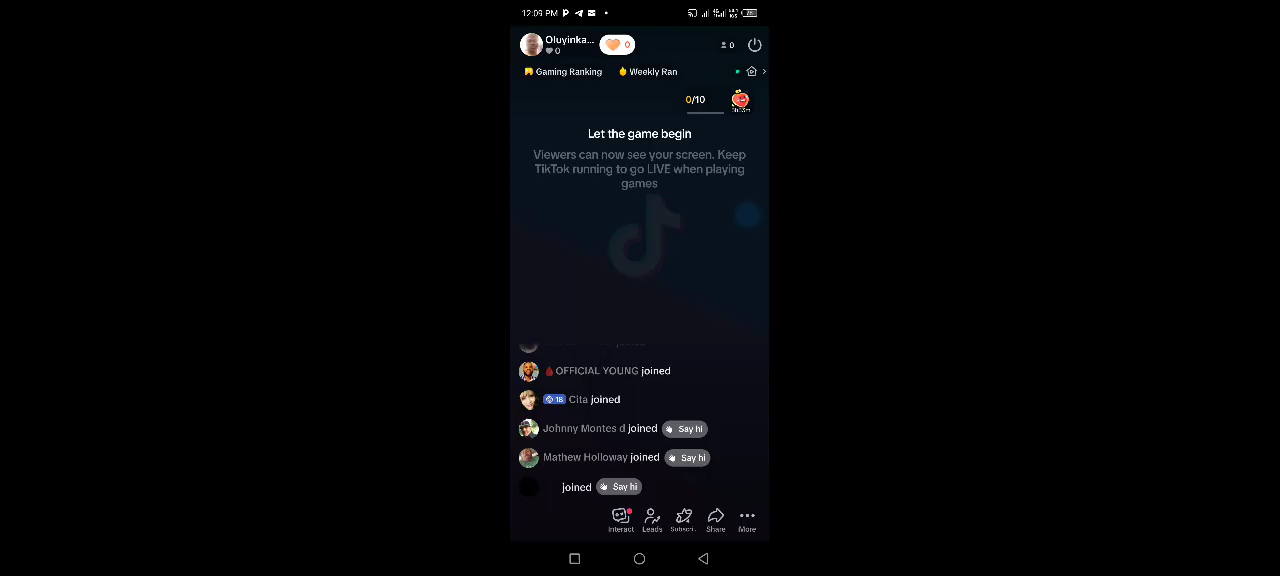 12:09 PM
Oluyinka...
0
0
0
Gaming Ranking
Weekly Ran
0/10
Let the game begin
Viewers can now see your screen. Keep
TikTok running to go LIVE when playing
games
OFFICIAL YOUNG joined
18 Cita joined
Johnny Montes d joined Say hi
Mathew Holloway joined Say hi
joined Say hi
Interact
Leads
Subscri..
Share
More